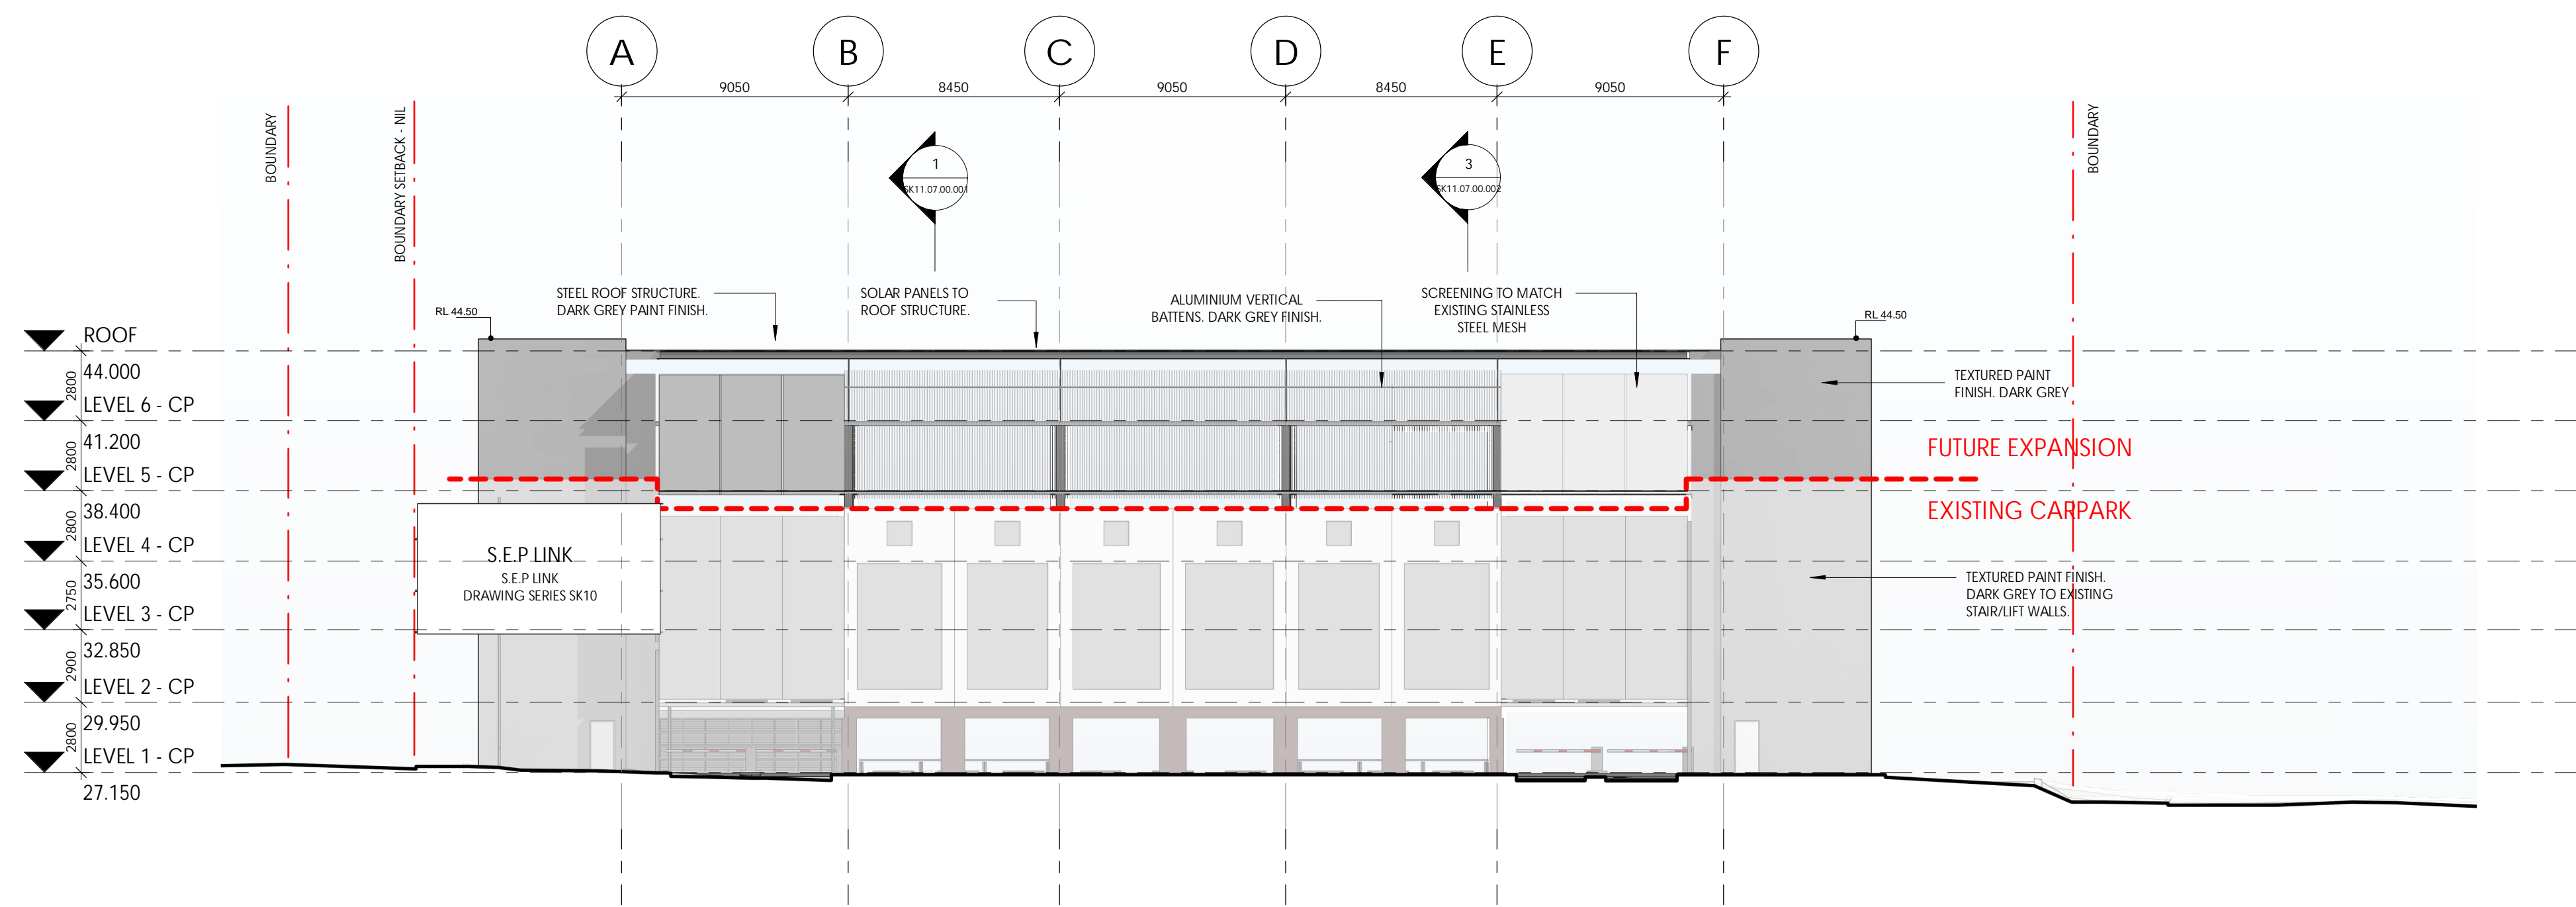 A
B
C
D
E
F
9050
8450
9050
8450
9050
BOUNDARY
BOUNDARY SETBACK - NIL
BOUNDARY
1
SK11.07.00.001
3
SK11.07.00.002
STEEL ROOF STRUCTURE.
DARK GREY PAINT FINISH.
SOLAR PANELS TO
ROOF STRUCTURE.
ALUMINIUM VERTICAL
BATTENS. DARK GREY FINISH.
SCREENING TO MATCH
EXISTING STAINLESS
STEEL MESH
RL 44.50
RL 44.50
ROOF
44.000
2800
LEVEL 6 - CP
41.200
2800
LEVEL 5 - CP
38.400
2800
LEVEL 4 - CP
35.600
2750
LEVEL 3 - CP
32.850
2900
LEVEL 2 - CP
29.950
2800
LEVEL 1 - CP
27.150
TEXTURED PAINT
FINISH. DARK GREY
FUTURE EXPANSION
EXISTING CARPARK
S.E.P LINK
S.E.P LINK
DRAWING SERIES SK10
TEXTURED PAINT FINISH.
DARK GREY TO EXISTING
STAIR/LIFT WALLS.